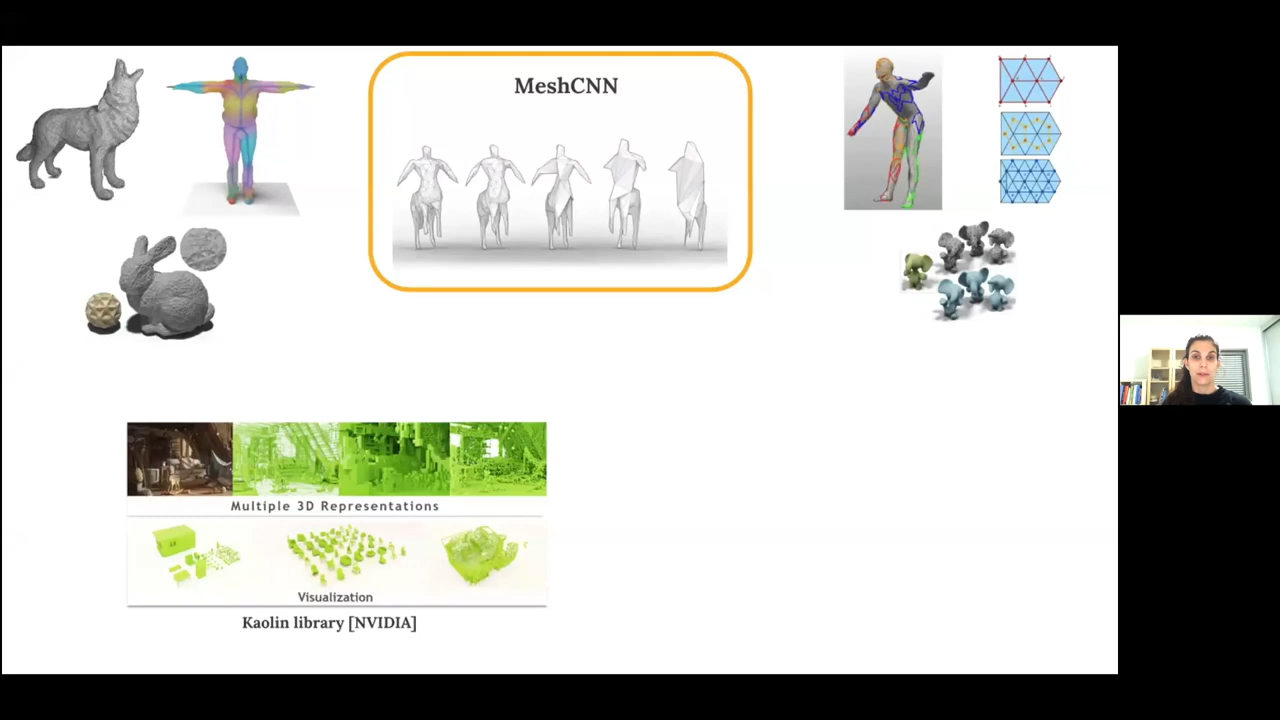 MeshCNN
Multiple 3D Representations
Visualization
Kaolin library [NVIDIA]